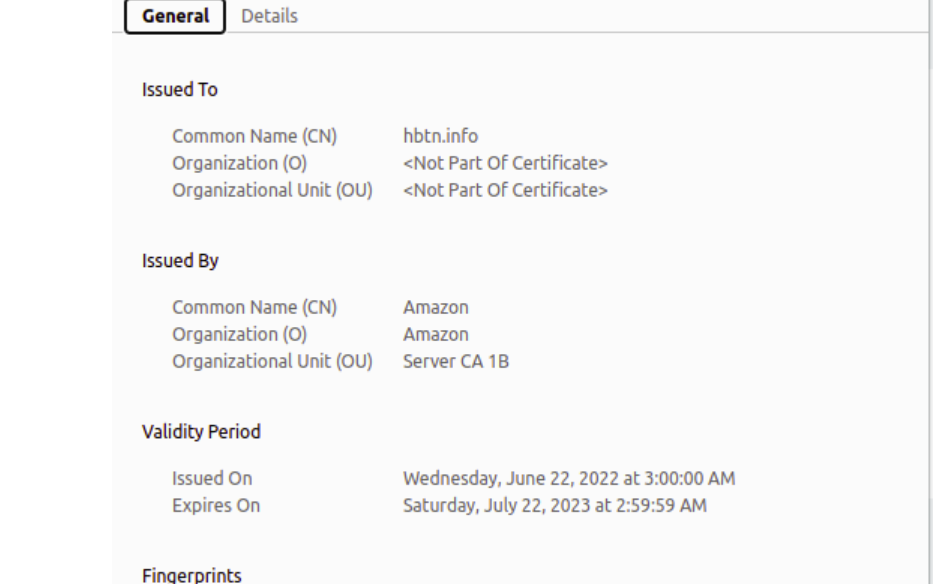 General Details
Issued To
Common Name (CN) hbtn.info
Organization (O) <Not Part Of Certificate>
Organizational Unit (OU) <Not Part Of Certificate>
Issued By
Common Name (CN) Amazon
Organization (O) Amazon
Organizational Unit (OU) Server CA 1B
Validity Period
Issued On Wednesday, June 22, 2022 at 3:00:00 AM
Expires On Saturday, July 22, 2023 at 2:59:59 AM
Fingerprints